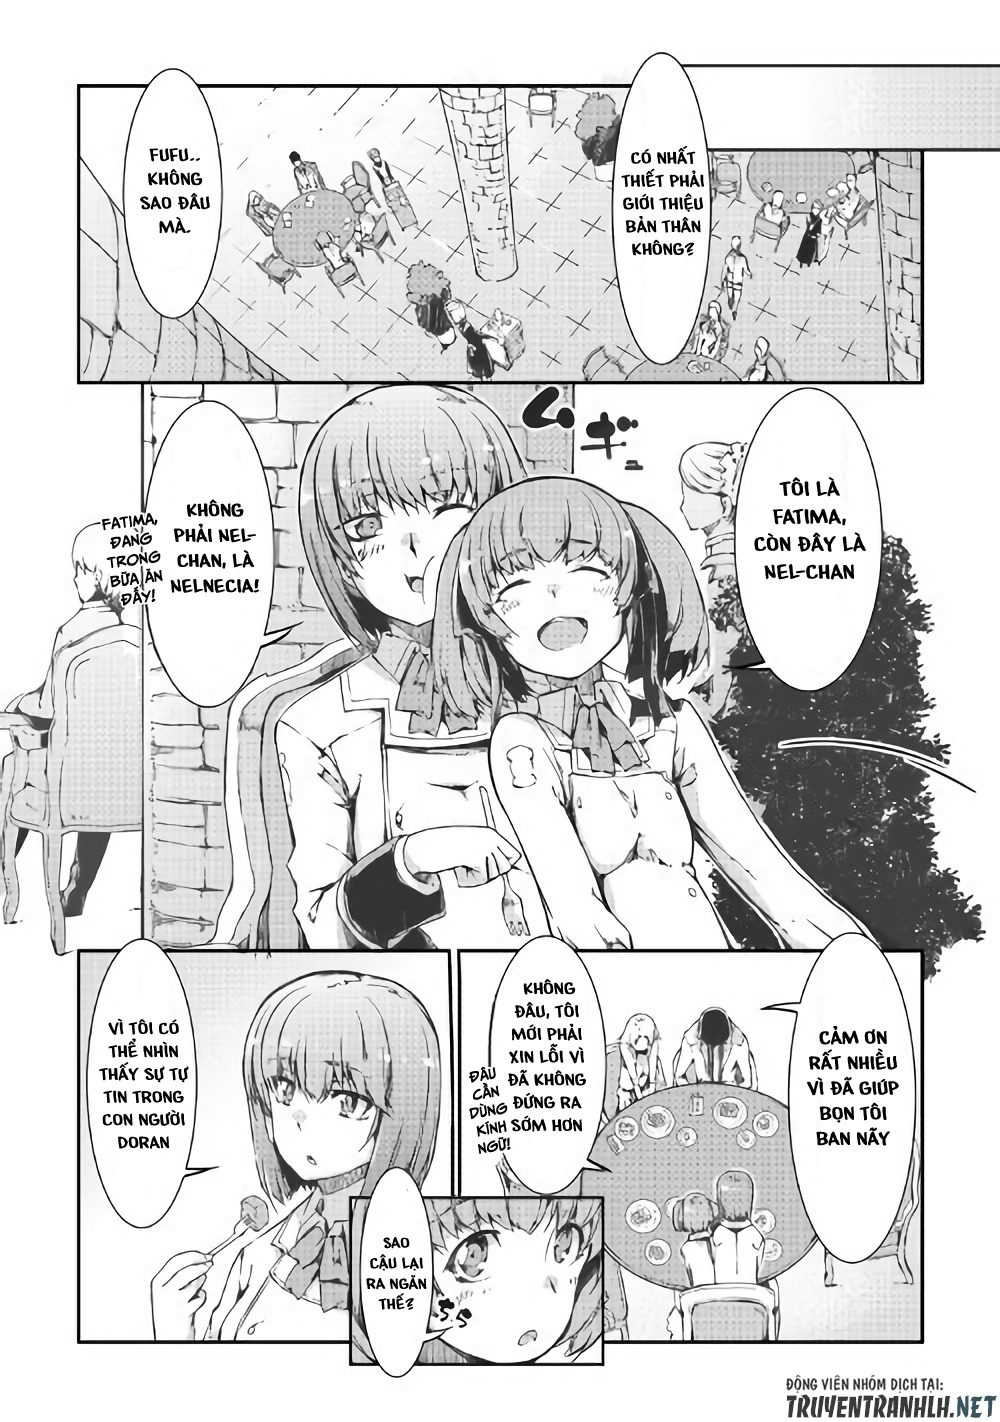 CÓ NHẤT
THIẾT PHẢI
GIỚI THIỆU
BẢN THÂN
KHÔNG?
FUFU..
KHÔNG
SAO ĐÂU
MÀ.
ムギュ
TÔI LÀ
FATIMA,
CÒN ĐÂY LÀ
NEL-CHAN
KHÔNG
PHẢI NEL-
CHAN, LÀ
NELNECIA!
FATIMA,
ĐANG
TRONG
BỮA ĂN
ĐẤY!
CẢM ƠN
RẤT NHIỀU
VÌ ĐÃ GIÚP
BỌN TÔI
BAN NÃY
KHÔNG
ĐÂU, TÔI
MỚI PHẢI
XIN LỖI VÌ
ĐÃ KHÔNG
ĐỨNG RA
SỚM HƠN
ĐÂU
CẦN
DÙNG
KÍNH
NGỮ!
SAO
CẬU LẠI
RA NGĂN
THẾ?
VÌ TÔI CÓ
THỂ NHÌN
THẤY SỰ TỰ
TIN TRONG
CON NGƯỜI
DORAN
ĐỘNG VIÊN NHÓM DỊCH TẠI:
TRUYENTRANHLH.NET